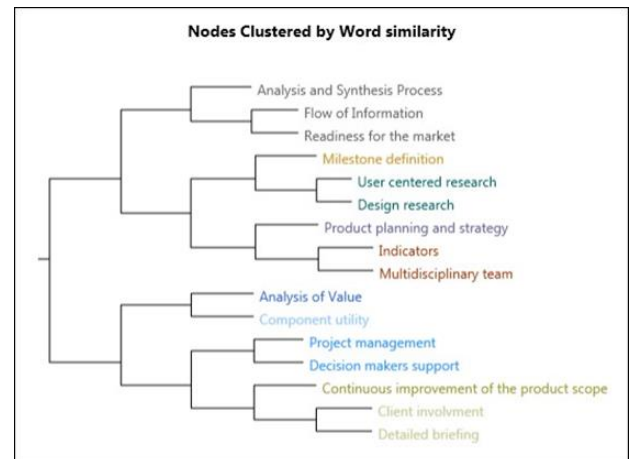 Nodes Clustered by Word similarity
Analysis and Synthesis Process
Flow of Information
Readiness for the market
Milestone definition
User centered research
Design research
Product planning and strategy
Indicators
Multidisciplinary team
Analysis of Value
Component utility
Project management
Decision makers support
Continuous improvement of the product scope
Client involvment
Detailed briefing